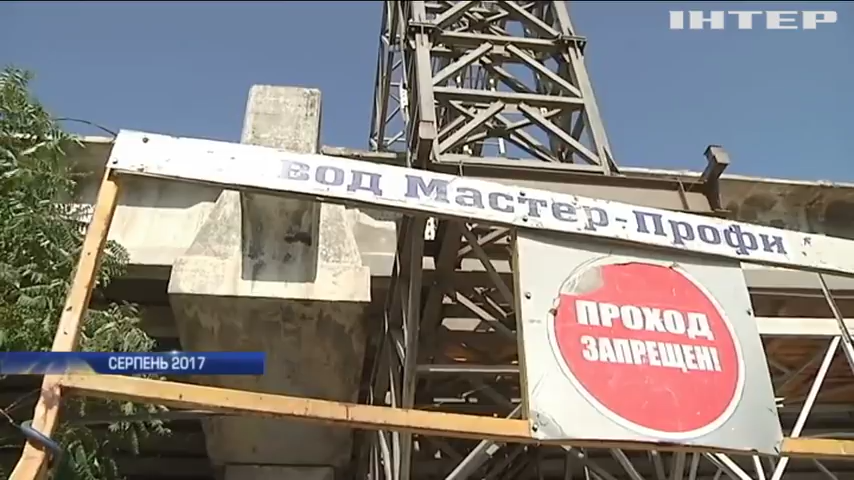 ІНТЕР
ВОД Мастер-Профи
ПРОХОД
ЗАПРЕЩЕН!
СЕРПЕНЬ 2017